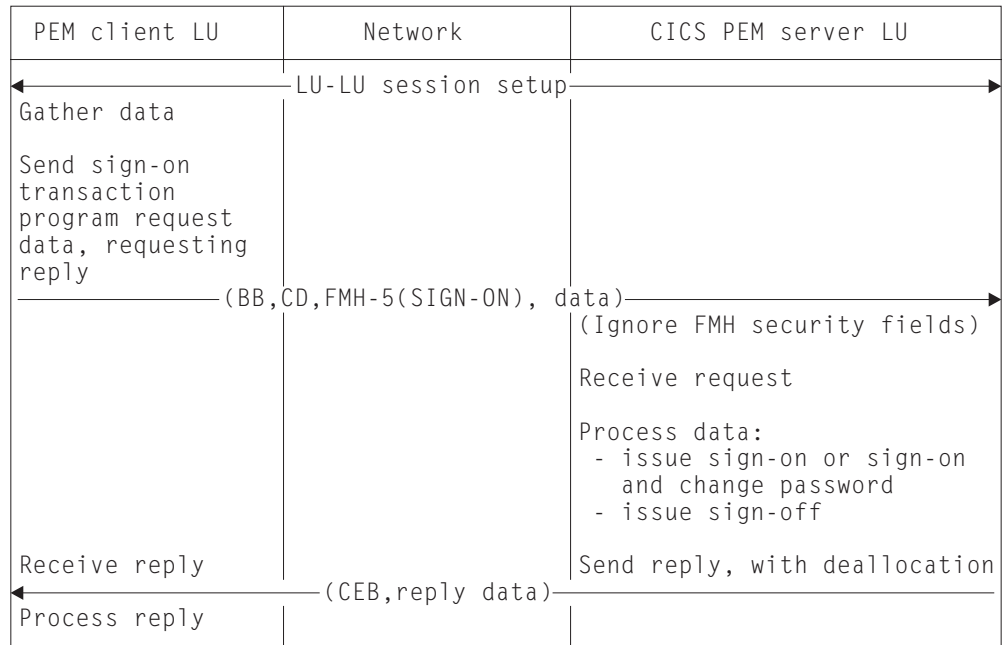 PEM client LU Network CICS PEM server LU
LU-LU session setup
Gather data
Send sign-on
transaction
program request
data, requesting
reply
(BB,CD,FMH-5(SIGN-ON), data)
(Ignore FMH security fields)
Receive request
Process data:
- issue sign-on or sign-on
and change password
- issue sign-off
Receive reply Send reply, with deallocation
(CEB,reply data)
Process reply